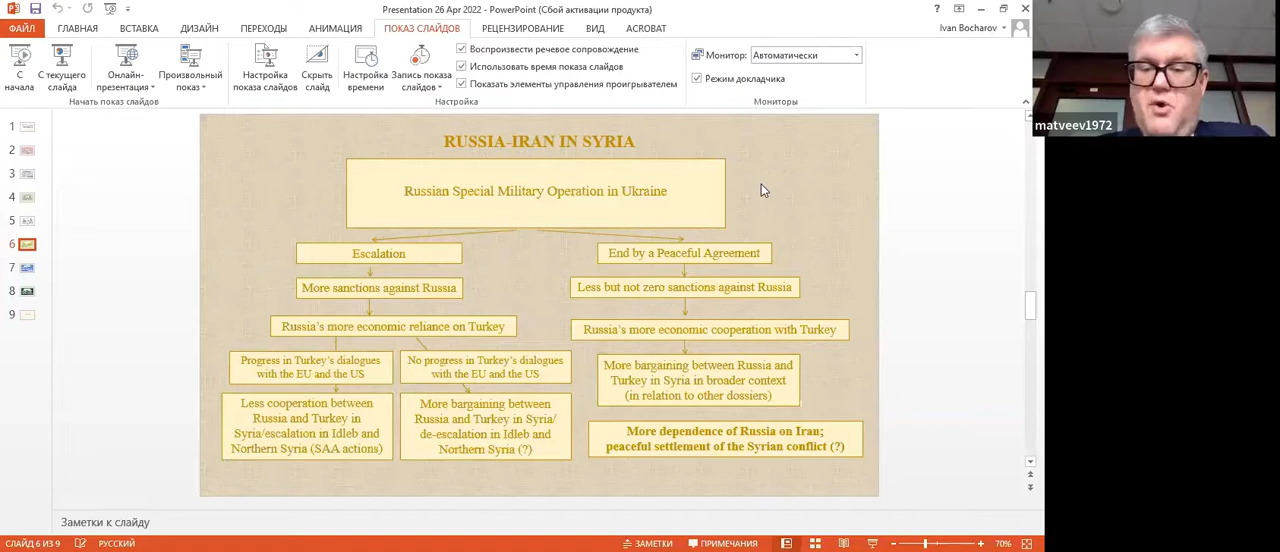 Presentation 26 Apr 2022 - PowerPoint (Сбой активации продукта)
ФАЙЛ ГЛАВНАЯ ВСТАВКА ДИЗАЙН ПЕРЕХОДЫ АНИМАЦИЯ ПОКАЗ СЛАЙДОВ РЕЦЕНЗИРОВАНИЕ ВИД ACROBAT Ivan Bocharov
С начала
С текущего слайда
Онлайн-презентация
Произвольный показ
Начать показ слайдов
Настройка показа слайдов
Скрыть слайд
Настройка времени
Запись показа слайдов
Воспроизвести речевое сопровождение
Использовать время показа слайдов
Показать элементы управления проигрывателем
Настройка
Монитор: Автоматически
Режим докладчика
Мониторы
matveev1972
1
2
3
4
5
6
7
8
9
RUSSIA-IRAN IN SYRIA
Russian Special Military Operation in Ukraine
Escalation
End by a Peaceful Agreement
More sanctions against Russia
Less but not zero sanctions against Russia
Russia's more economic reliance on Turkey
Russia's more economic cooperation with Turkey
Progress in Turkey's dialogues
with the EU and the US
No progress in Turkey's dialogues
with the EU and the US
More bargaining between Russia and
Turkey in Syria in broader context
(in relation to other dossiers)
Less cooperation between
Russia and Turkey in
Syria/escalation in Idleb and
Northern Syria (SAA actions)
More bargaining between
Russia and Turkey in Syria/
de-escalation in Idleb and
Northern Syria (?)
More dependence of Russia on Iran;
peaceful settlement of the Syrian conflict (?)
Заметки к слайду
СЛАЙД 6 ИЗ 9 РУССКИЙ ЗАМЕТКИ ПРИМЕЧАНИЯ 70%